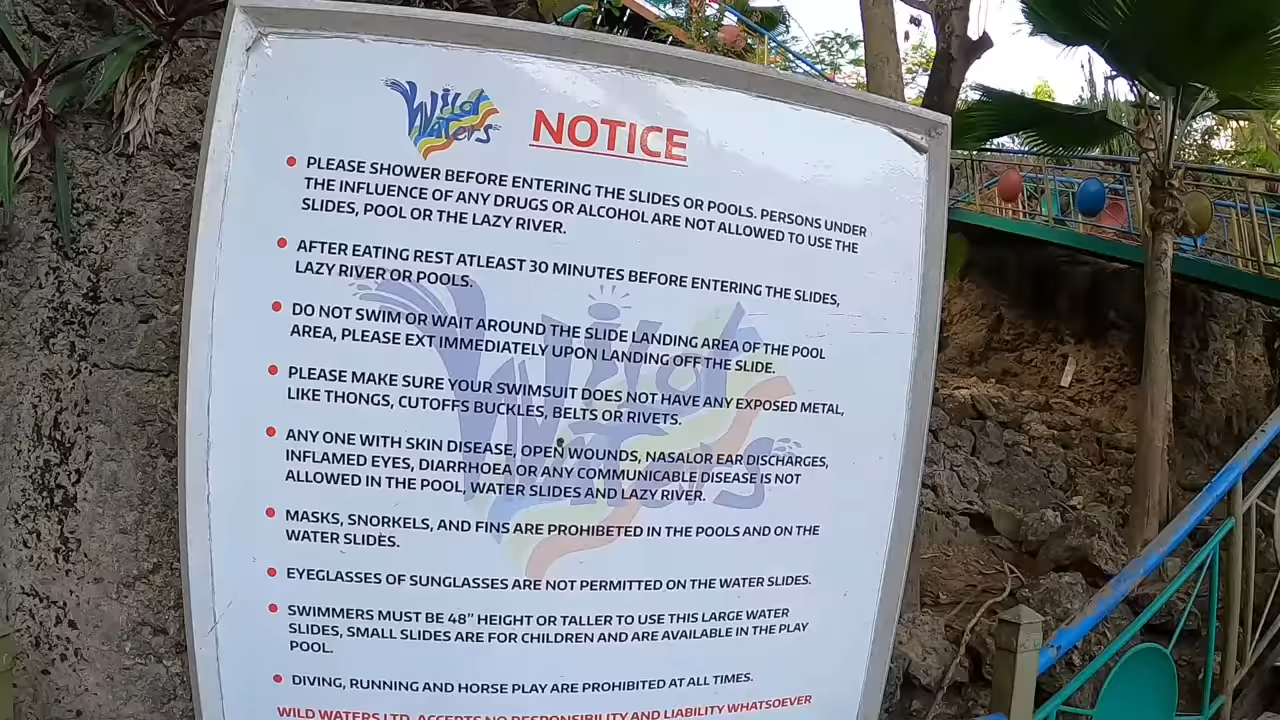 Wild Waters
NOTICE
• PLEASE SHOWER BEFORE ENTERING THE SLIDES OR POOLS. PERSONS UNDER
THE INFLUENCE OF ANY DRUGS OR ALCOHOL ARE NOT ALLOWED TO USE THE
SLIDES, POOL OR THE LAZY RIVER.
• AFTER EATING REST ATLEAST 30 MINUTES BEFORE ENTERING THE SLIDES,
LAZY RIVER OR POOLS.
• DO NOT SWIM OR WAIT AROUND THE SLIDE LANDING AREA OF THE POOL
AREA, PLEASE EXT IMMEDIATELY UPON LANDING OFF THE SLIDE.
• PLEASE MAKE SURE YOUR SWIMSUIT DOES NOT HAVE ANY EXPOSED METAL,
LIKE THONGS, CUTOFFS BUCKLES, BELTS OR RIVETS.
• ANY ONE WITH SKIN DISEASE, OPEN WOUNDS, NASALOR EAR DISCHARGES,
INFLAMED EYES, DIARRHOEA OR ANY COMMUNICABLE DISEASE IS NOT
ALLOWED IN THE POOL, WATER SLIDES AND LAZY RIVER.
• MASKS, SNORKELS, AND FINS ARE PROHIBETED IN THE POOLS AND ON THE
WATER SLIDES.
• EYEGLASSES OF SUNGLASSES ARE NOT PERMITTED ON THE WATER SLIDES.
• SWIMMERS MUST BE 48" HEIGHT OR TALLER TO USE THIS LARGE WATER
SLIDES, SMALL SLIDES ARE FOR CHILDREN AND ARE AVAILABLE IN THE PLAY
POOL.
• DIVING, RUNNING AND HORSE PLAY ARE PROHIBITED AT ALL TIMES.
WILD WATERS LTD. ACCEPTS NO RESPONSIBILITY AND LIABILITY WHATSOEVER
Wild Waters